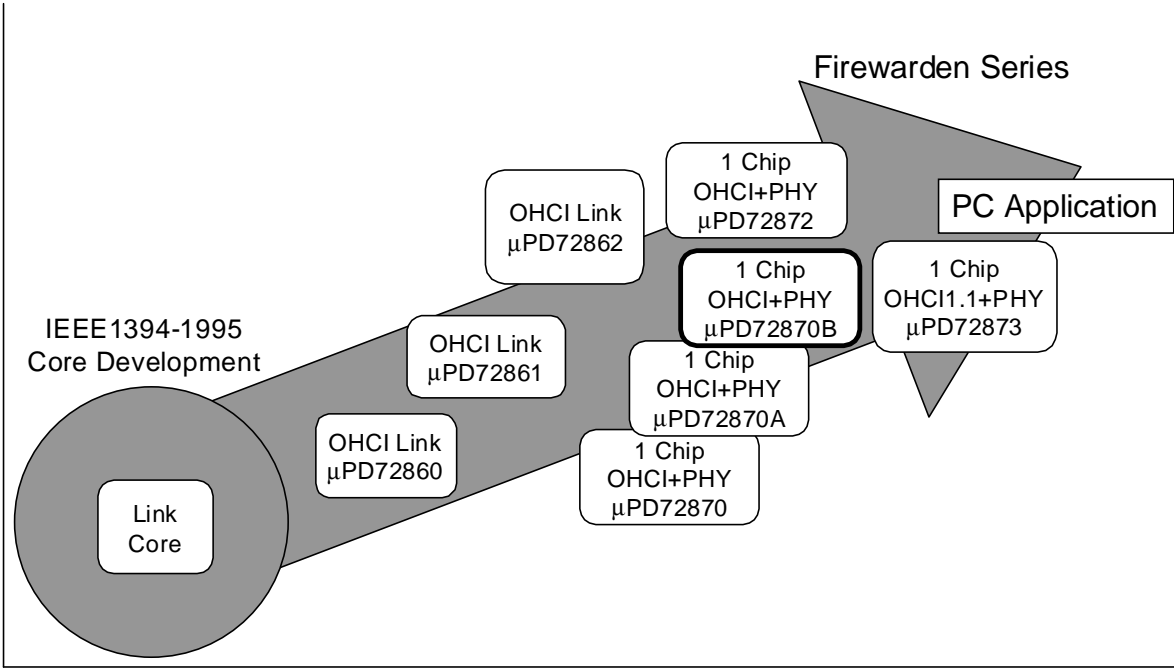 Firewarden Series
1 Chip
OHCI+PHY
μPD72872
PC Application
OHCI Link
μPD72862
1 Chip
OHCI+PHY
μPD72870B
1 Chip
OHCI1.1+PHY
μPD72873
IEEE1394-1995
Core Development
OHCI Link
μPD72861
1 Chip
OHCI+PHY
μPD72870A
OHCI Link
μPD72860
1 Chip
OHCI+PHY
μPD72870
Link
Core